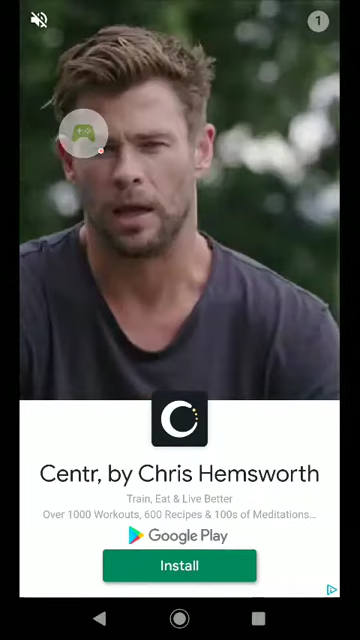 1
Centr, by Chris Hemsworth
Train, Eat & Live Better
Over 1000 Workouts, 600 Recipes & 100s of Meditations...
Google Play
Install